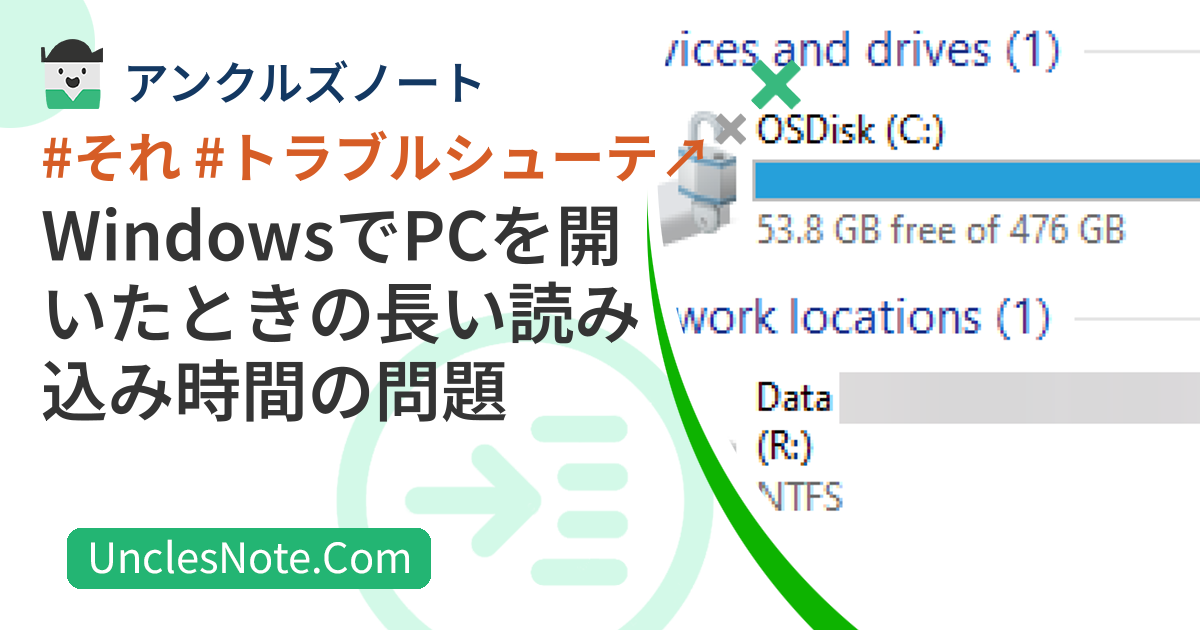 アンクルズノート
#それ #トラブルシューテ↗
WindowsでPCを開
いたときの長い読み
込み時間の問題
UnclesNote.Com
vices and drives (1)
OSDisk (C:)
53.8 GB free of 476 GB
work locations (1)
Data
(R:)
NTFS